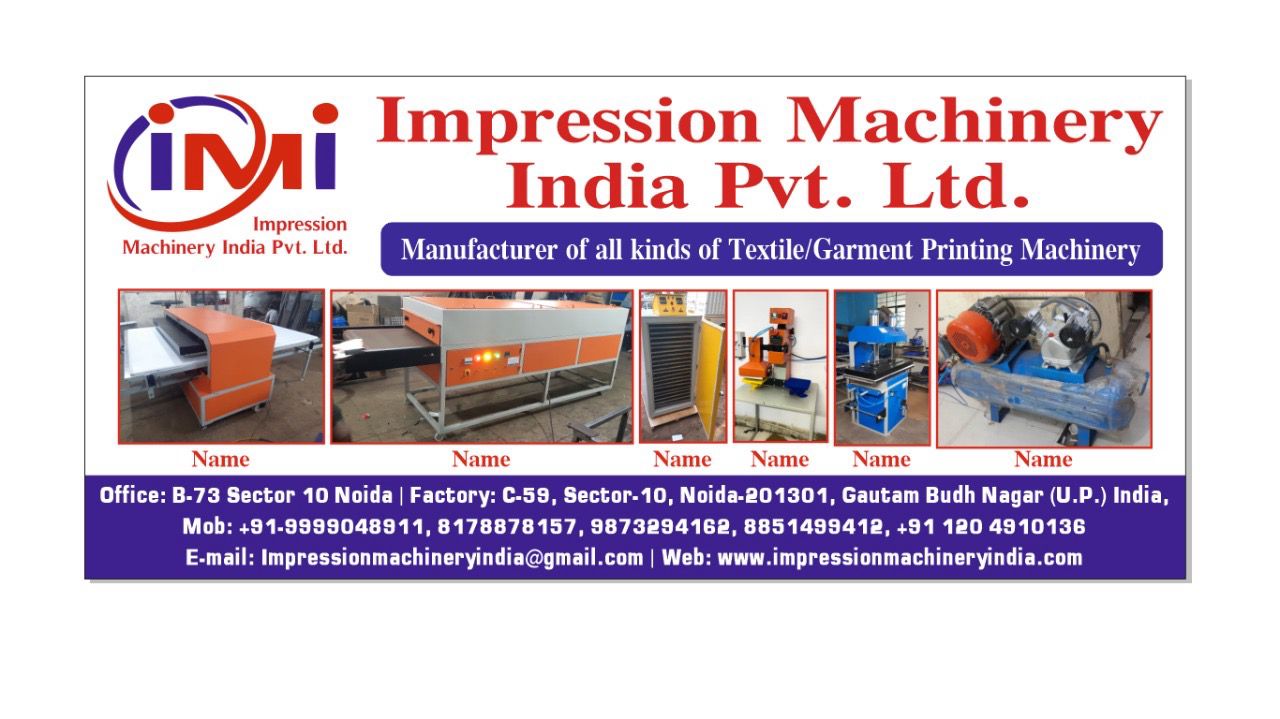 iMi
Impression
Machinery India Pvt. Ltd.
Impression Machinery
India Pvt. Ltd.
Manufacturer of all kinds of Textile/Garment Printing Machinery
Name
Name
Name
Name
Name
Name
Office: B-73 Sector 10 Noida | Factory: C-59, Sector-10, Noida-201301, Gautam Budh Nagar (U.P.) India,
Mob: +91-9999048911, 8178878157, 9873294162, 8851499412, +91 120 4910136
E-mail: Impressionmachineryindia@gmail.com | Web: www.impressionmachineryindia.com